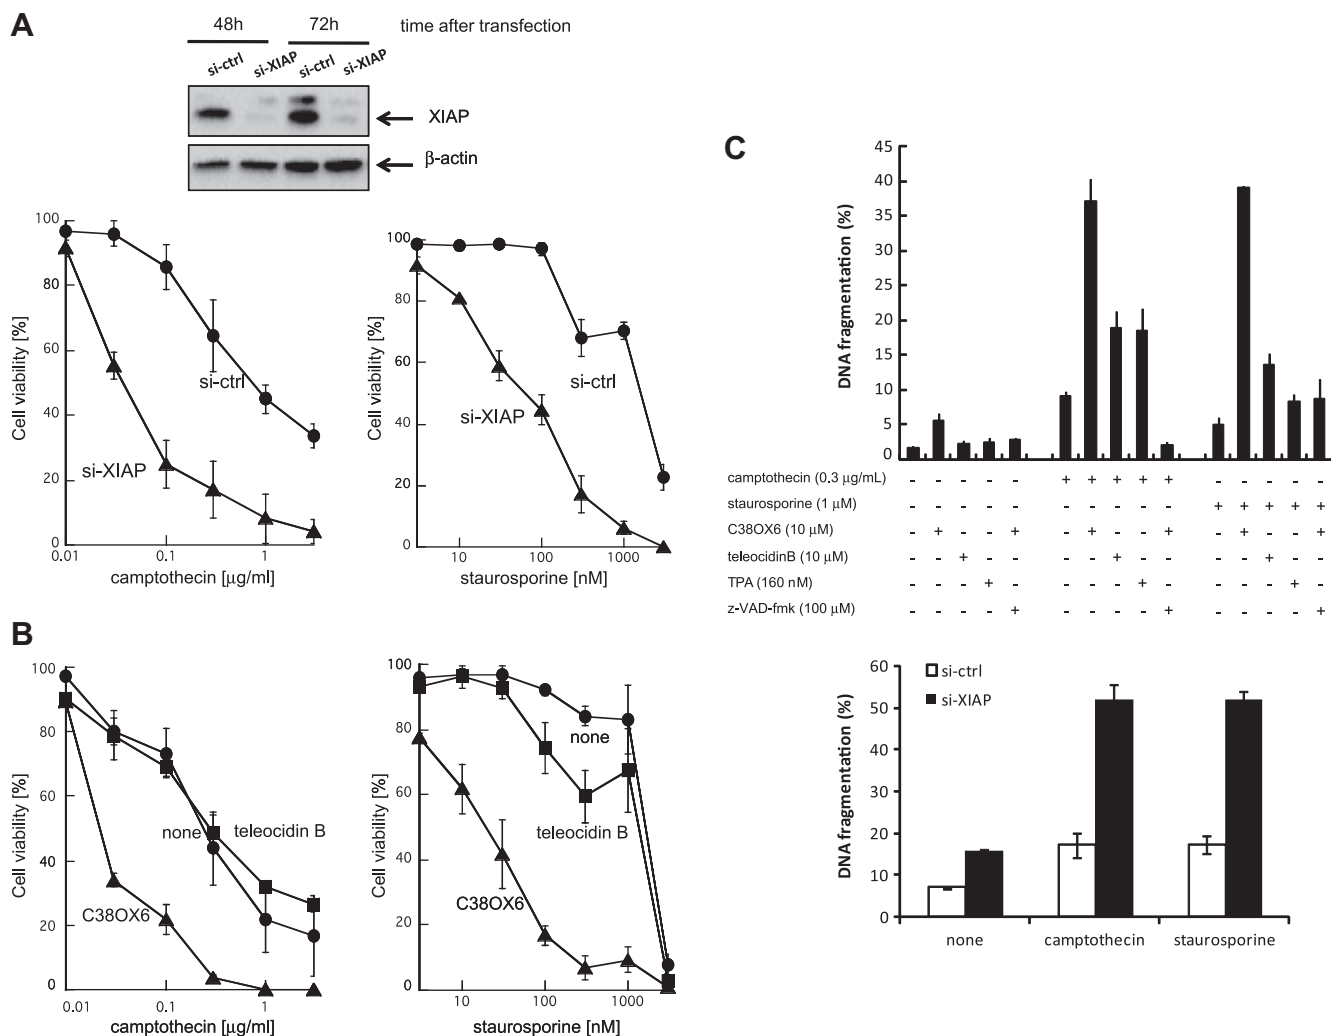 A
48h 72h time after transfection
si-ctrl si-XIAP si-ctrl si-XIAP
XIAP
β-actin
Cell viability [%]
100
80
60
40
20
0
si-ctrl
si-XIAP
0.01 0.1 1
camptothecin [μg/ml]
Cell viability [%]
100
80
60
40
20
0
si-ctrl
si-XIAP
10 100 1000
staurosporine [nM]
B
Cell viability [%]
100
80
60
40
20
0
none
teleocidin B
C38OX6
0.01 0.1 1
camptothecin [μg/ml]
Cell viability [%]
100
80
60
40
20
0
none
teleocidin B
C38OX6
10 100 1000
staurosporine [nM]
C
DNA fragmentation (%)
45
40
35
30
25
20
15
10
5
0
camptothecin (0.3 μg/mL) - - - - - + + + + + - - - - -
staurosporine (1 μM) - - - - - - - - - - + + + + +
C38OX6 (10 μM) - + - - + - + - - + - + - - +
teleocidinB (10 μM) - - + - - - - + - - - - + - -
TPA (160 nM) - - - + - - - - + - - - - + -
z-VAD-fmk (100 μM) - - - - + - - - - + - - - - +
DNA fragmentation (%)
60
50
40
30
20
10
0
si-ctrl
si-XIAP
none camptothecin staurosporine